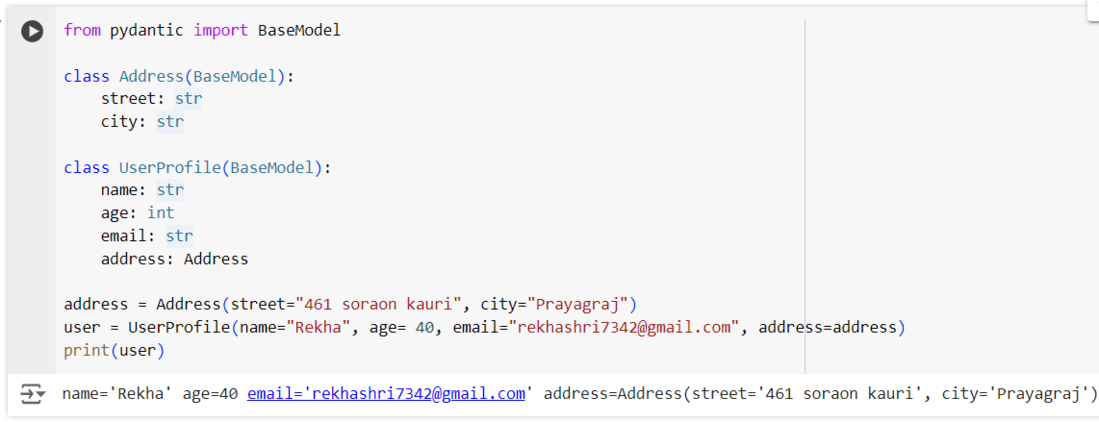 from pydantic import BaseModel
class Address(BaseModel):
    street: str
    city: str
class UserProfile(BaseModel):
    name: str
    age: int
    email: str
    address: Address
address = Address(street="461 soraon kauri", city="Prayagraj")
user = UserProfile(name="Rekha", age= 40, email="rekhashri7342@gmail.com", address=address)
print(user)
name='Rekha' age=40 email='rekhashri7342@gmail.com' address=Address(street='461 soraon kauri', city='Prayagraj')